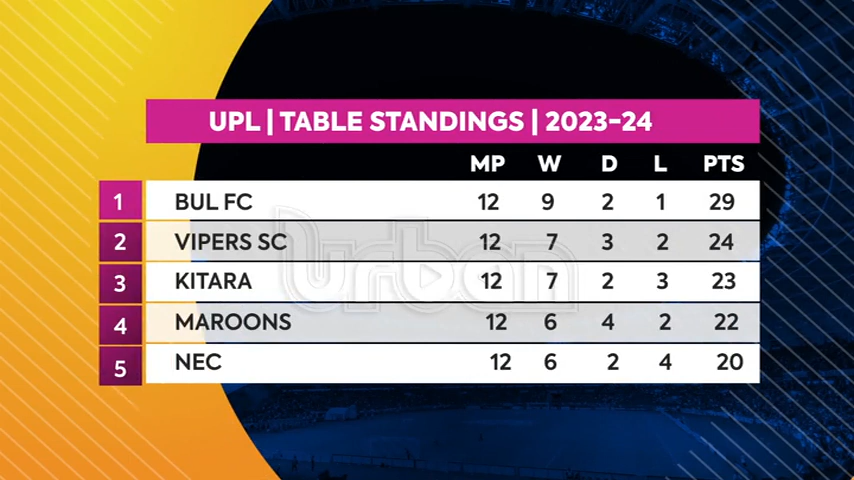 UPL | TABLE STANDINGS | 2023-24
MP W D L PTS
1 BUL FC 12 9 2 1 29
2 VIPERS SC 12 7 3 2 24
urban
3 KITARA 12 7 2 3 23
4 MAROONS 12 6 4 2 22
5 NEC 12 6 2 4 20